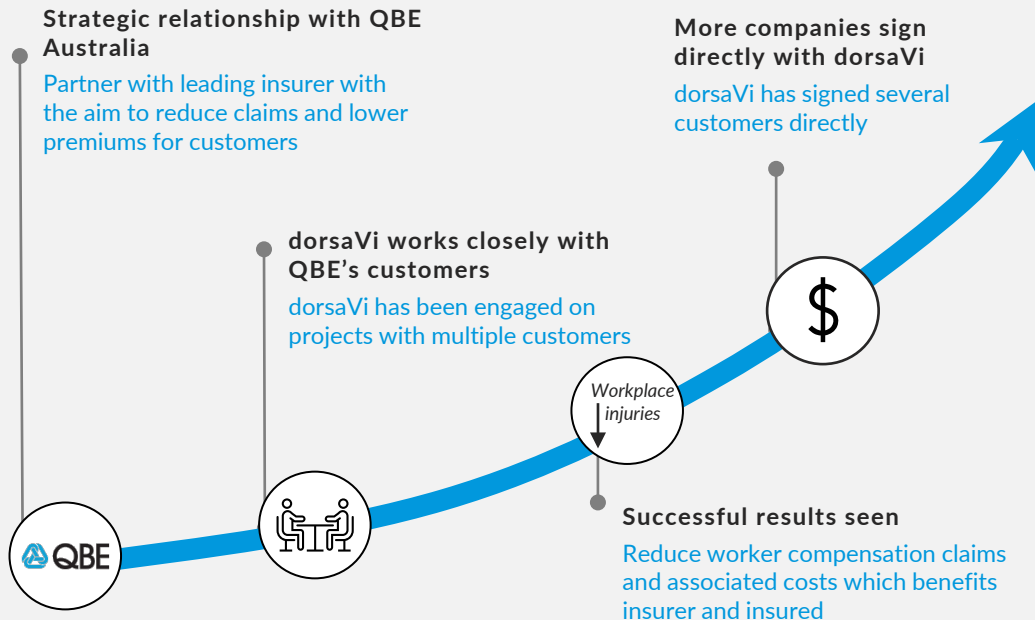 Strategic relationship with QBE
Australia
Partner with leading insurer with
the aim to reduce claims and lower
premiums for customers
More companies sign
directly with dorsaVi
dorsaVi has signed several
customers directly
dorsaVi works closely with
QBE's customers
dorsaVi has been engaged on
projects with multiple customers
$
Workplace
injuries
QBE
Successful results seen
Reduce worker compensation claims
and associated costs which benefits
insurer and insured